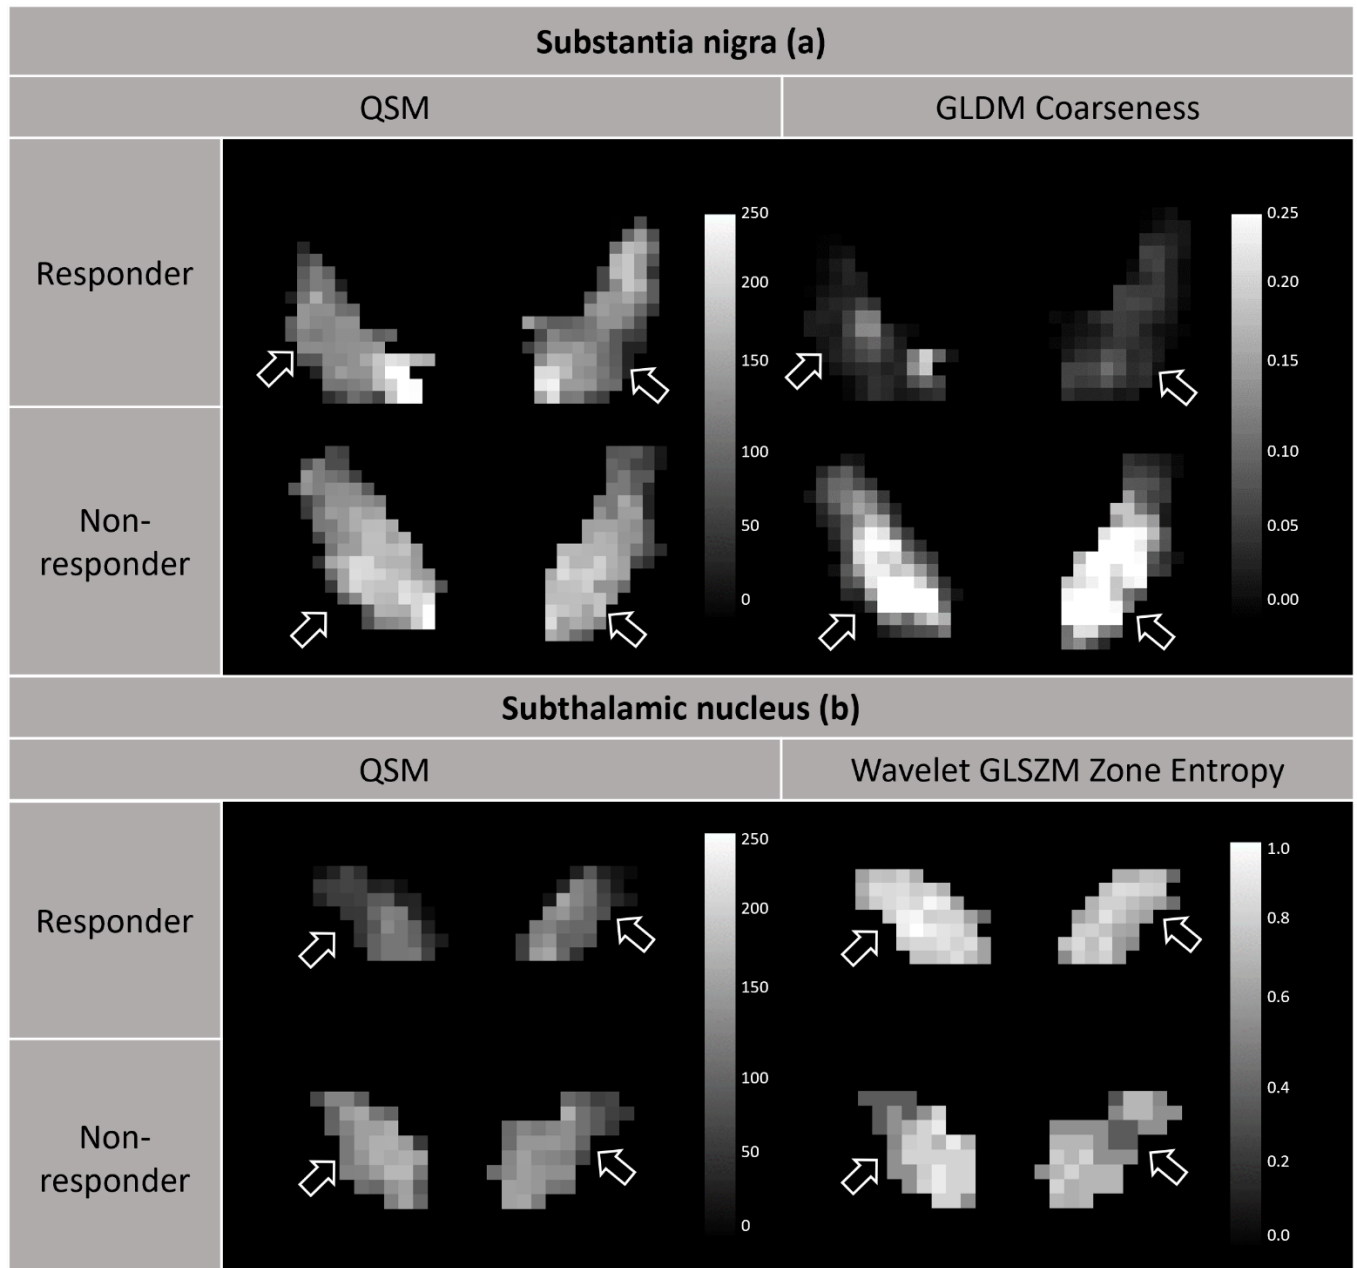 Substantia nigra (a)
QSM
GLDM Coarseness
Responder
250
200
150
100
50
0
0.25
0.20
0.15
0.10
0.05
0.00
Non-
responder
Subthalamic nucleus (b)
QSM
Wavelet GLSZM Zone Entropy
Responder
250
200
150
100
50
0
1.0
0.8
0.6
0.4
0.2
0.0
Non-
responder